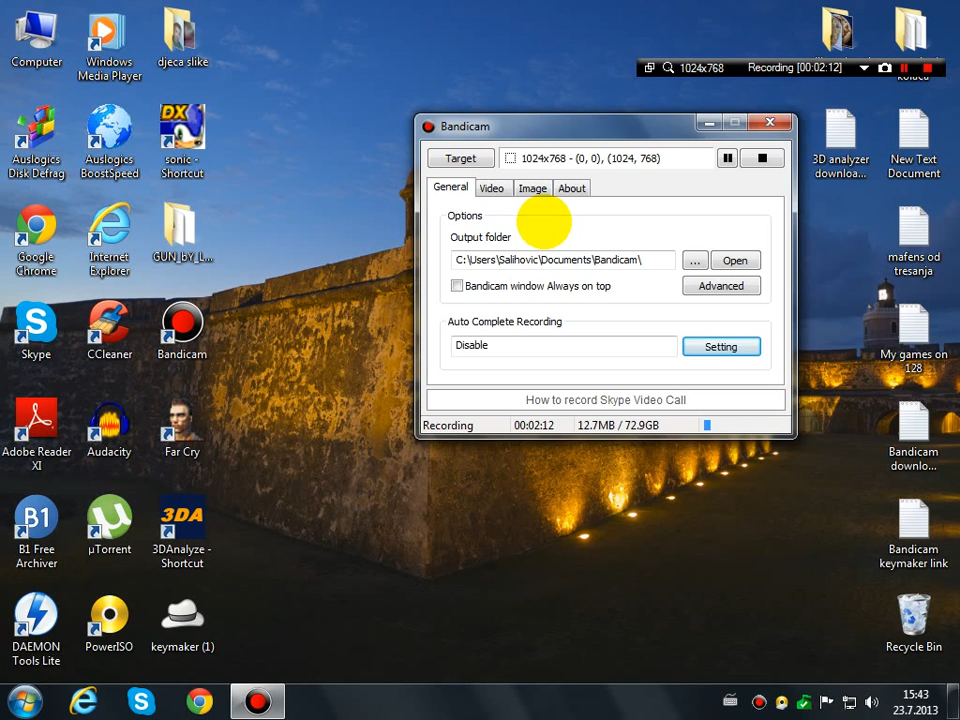 Computer
Windows
Media Player
djeca slike
1024x768
Recording [00:02:12]
Auslogics
Disk Defrag
Auslogics
BoostSpeed
DX
sonic -
Shortcut
3D analyzer
downloa...
New Text
Document
Google
Chrome
Internet
Explorer
GUN_bY_L...
mafens od
tresanja
Skype
CCleaner
Bandicam
My games on
128
Adobe Reader
XI
Audacity
Far Cry
Bandicam
downlo...
B1
B1 Free
Archiver
µTorrent
3DA
3DAnalyze -
Shortcut
Bandicam
keymaker link
DAEMON
Tools Lite
PowerISO
keymaker (1)
Recycle Bin
Bandicam
Target
1024x768 - (0, 0), (1024, 768)
General
Video
Image
About
Options
Output folder
C:\Users\Salihovic\Documents\Bandicam\
...
Open
Bandicam window Always on top
Advanced
Auto Complete Recording
Disable
Setting
How to record Skype Video Call
Recording
00:02:12
12.7MB / 72.9GB
15:43
23.7.2013